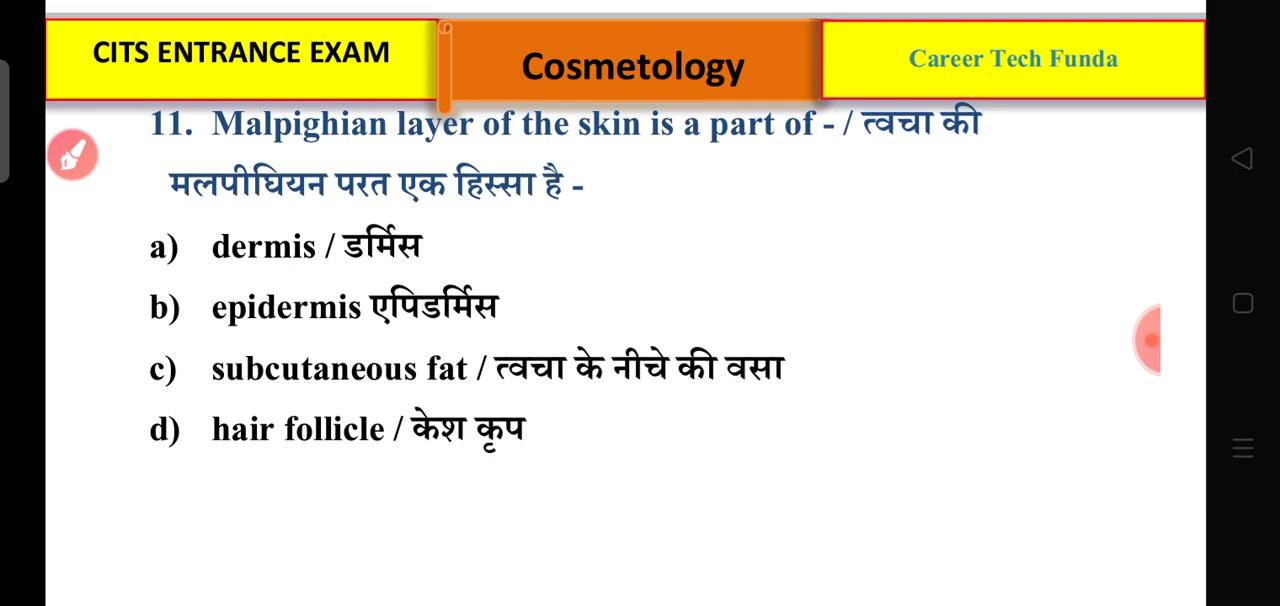 CITS ENTRANCE EXAM
Cosmetology
Career Tech Funda
11. Malpighian layer of the skin is a part of - / त्वचा की
मलपीघियन परत एक हिस्सा है -
a) dermis / डर्मिस
b) epidermis एपिडर्मिस
c) subcutaneous fat / त्वचा के नीचे की वसा
d) hair follicle / केश कृप